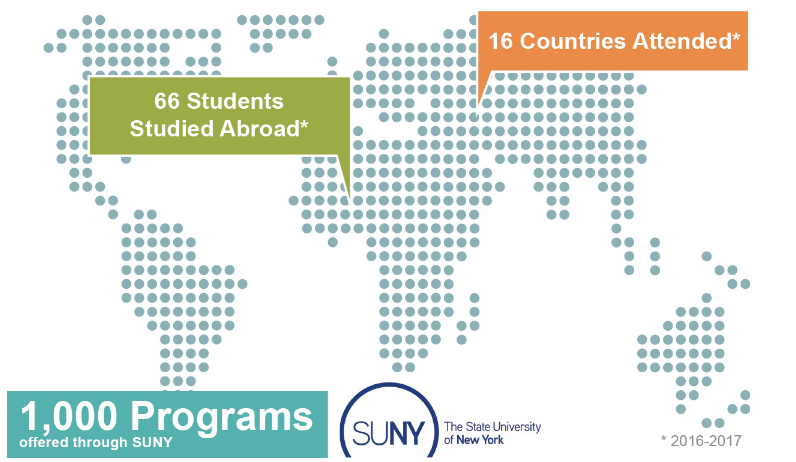 16 Countries Attended*
66 Students
Studied Abroad*
1,000 Programs
offered through SUNY
SUNY
The State University
of New York
* 2016-2017